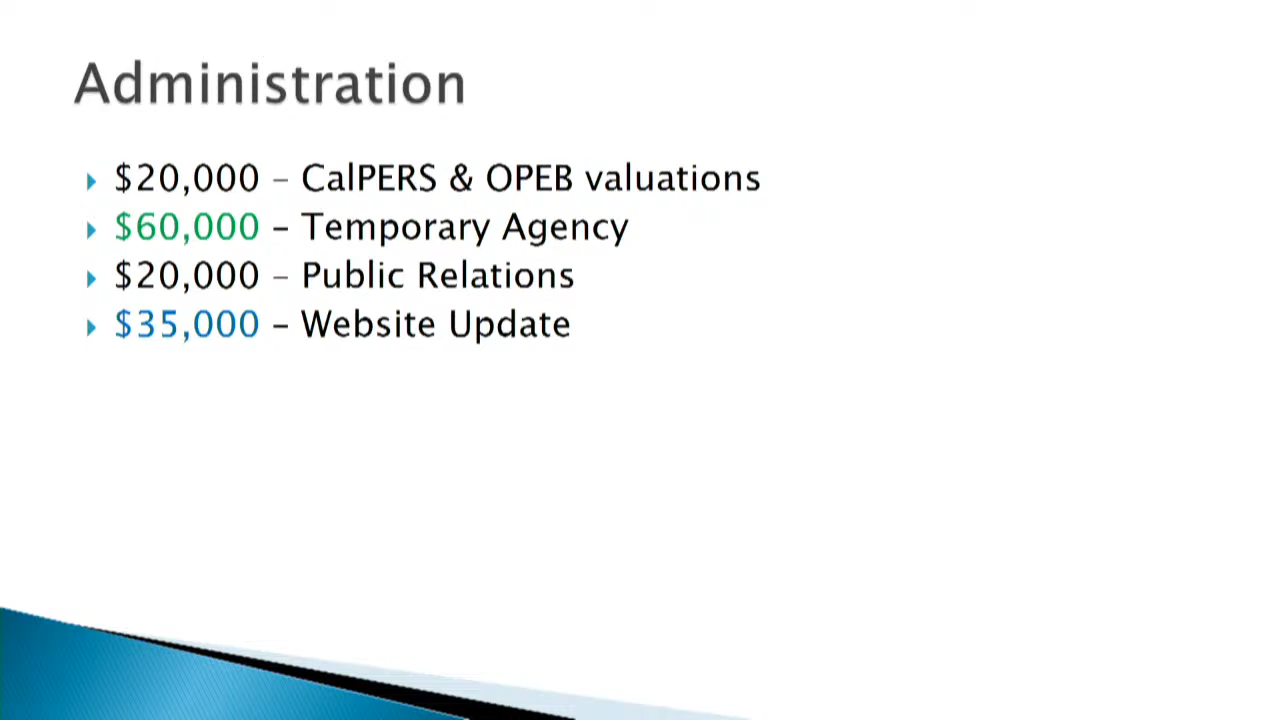 Administration
$20,000 – CalPERS & OPEB valuations
$60,000 – Temporary Agency
$20,000 – Public Relations
$35,000 – Website Update